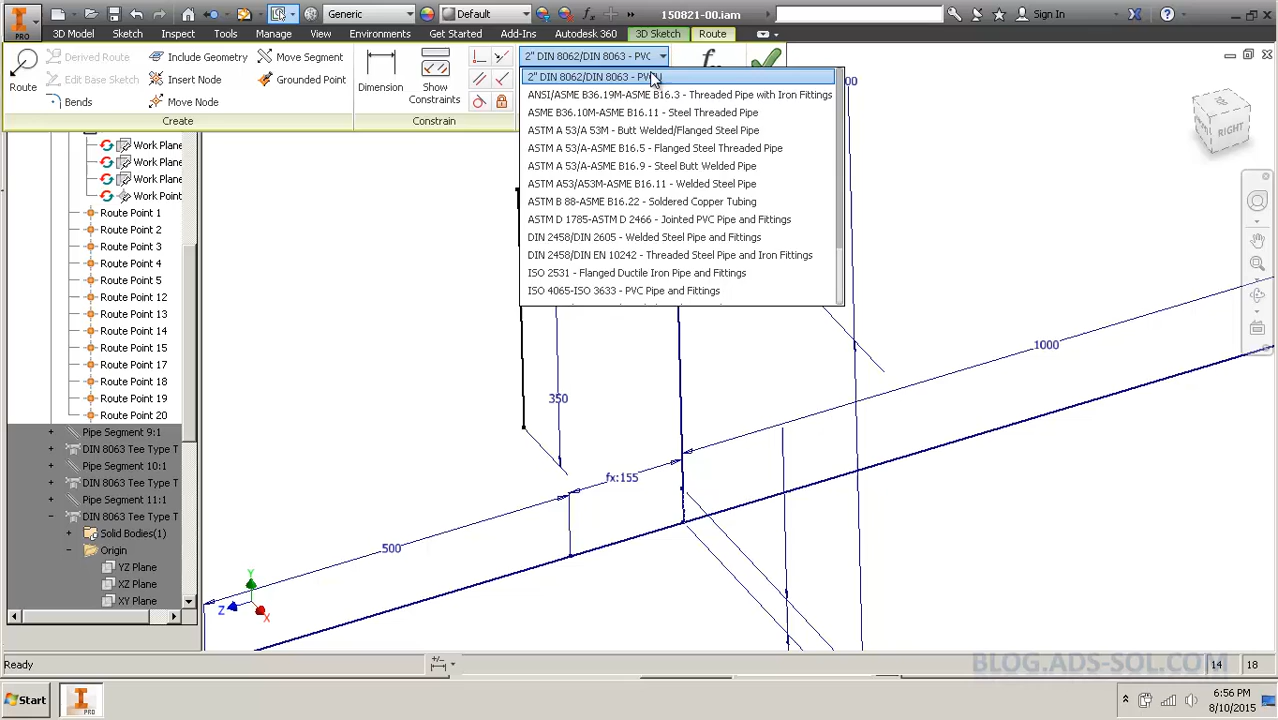 Generic
Default
150821-00.iam
Sign In
PRO
3D Model
Sketch
Inspect
Tools
Manage
View
Environments
Get Started
Add-Ins
Autodesk 360
3D Sketch
Route
Route
Derived Route
Edit Base Sketch
Bends
Include Geometry
Insert Node
Move Node
Move Segment
Grounded Point
Create
Dimension
Show
Constraints
Constrain
2" DIN 8062/DIN 8063 - PVC
2" DIN 8062/DIN 8063 - PVC
ANSI/ASME B36.19M-ASME B16.3 - Threaded Pipe with Iron Fittings
ASME B36.10M-ASME B16.11 - Steel Threaded Pipe
ASTM A 53/A 53M - Butt Welded/Flanged Steel Pipe
ASTM A 53/A-ASME B16.5 - Flanged Steel Threaded Pipe
ASTM A 53/A-ASME B16.9 - Steel Butt Welded Pipe
ASTM A53/A53M-ASME B16.11 - Welded Steel Pipe
ASTM B 88-ASME B16.22 - Soldered Copper Tubing
ASTM D 1785-ASTM D 2466 - Jointed PVC Pipe and Fittings
DIN 2458/DIN 2605 - Welded Steel Pipe and Fittings
DIN 2458/DIN EN 10242 - Threaded Steel Pipe and Iron Fittings
ISO 2531 - Flanged Ductile Iron Pipe and Fittings
ISO 4065-ISO 3633 - PVC Pipe and Fittings
RIGHT
Work Plane
Work Plane
Work Plane
Work Point
Route Point 1
Route Point 2
Route Point 3
Route Point 4
Route Point 5
Route Point 12
Route Point 13
Route Point 14
Route Point 15
Route Point 17
Route Point 18
Route Point 19
Route Point 20
Pipe Segment 9:1
DIN 8063 Tee Type T
Pipe Segment 10:1
DIN 8063 Tee Type T
Pipe Segment 11:1
DIN 8063 Tee Type T
Solid Bodies(1)
Origin
YZ Plane
XZ Plane
XY Plane
1000
350
fx:155
500
Y
Z
X
Ready
14
18
BLOG.ADS-SOL.COM
Start
PRO
6:56 PM
8/10/2015